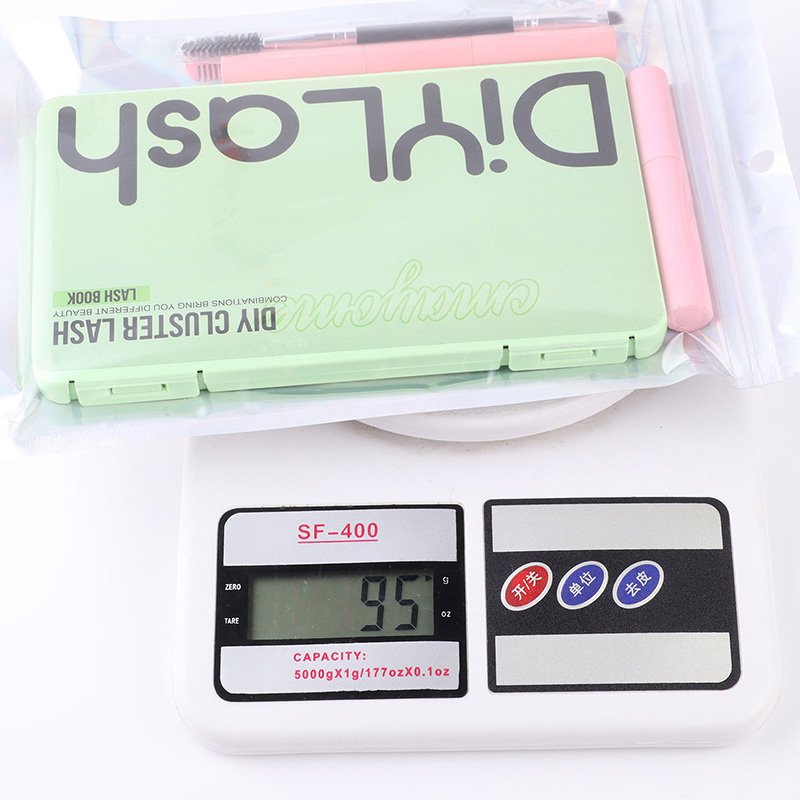 DiYLash
cmayome
DIY CLUSTER LASH
COMBINATIONS BRING YOU DIFFERENT BEAUTY
LASH BOOK
SF-400
ZERO
TARE
95
g
oz
CAPACITY:
5000gX1g/177ozX0.1oz
开/关
单位
去皮